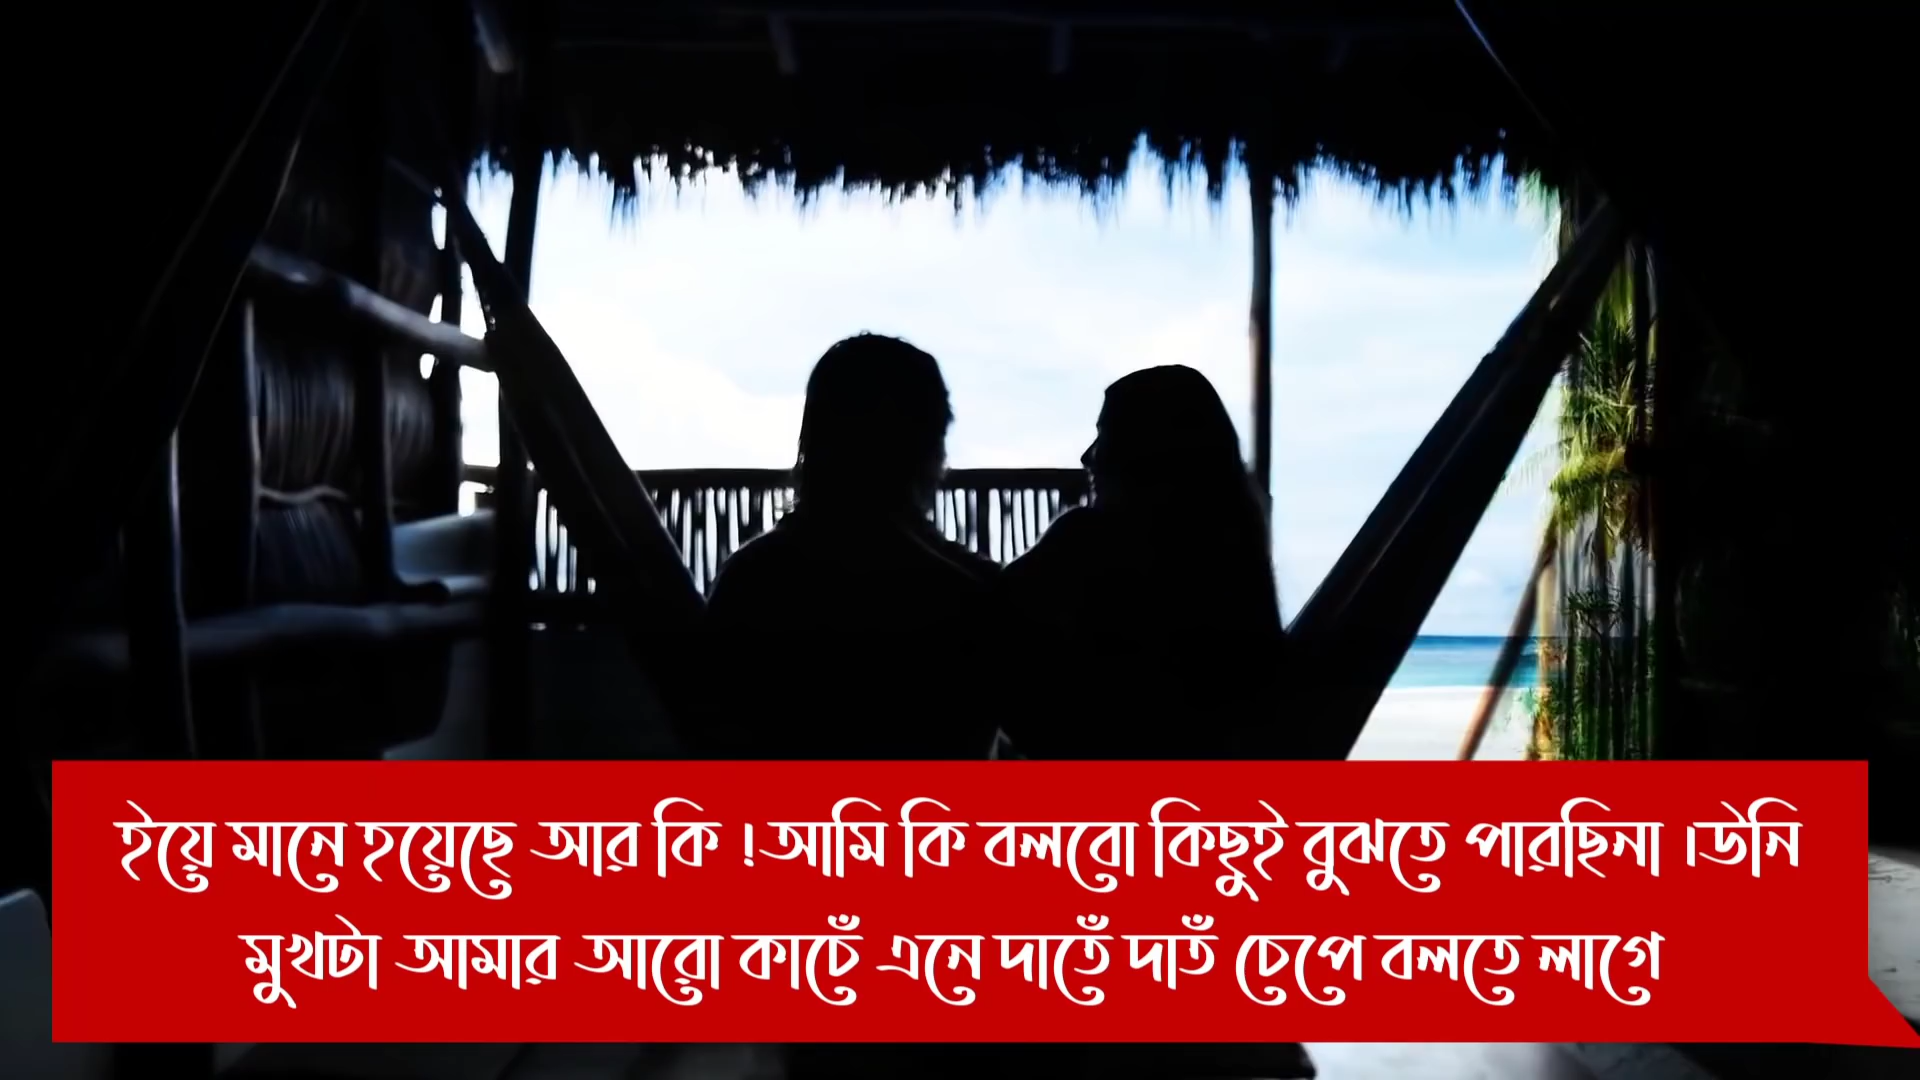 ইয়ে মানে হয়েছে আর কি !আমি কি বলবো কিছুই বুঝতে পারছিনা ।উনি
মুখটা আমার আরো কাচেঁ এনে দাতেঁ দাতঁ চেপে বলতে লাগে